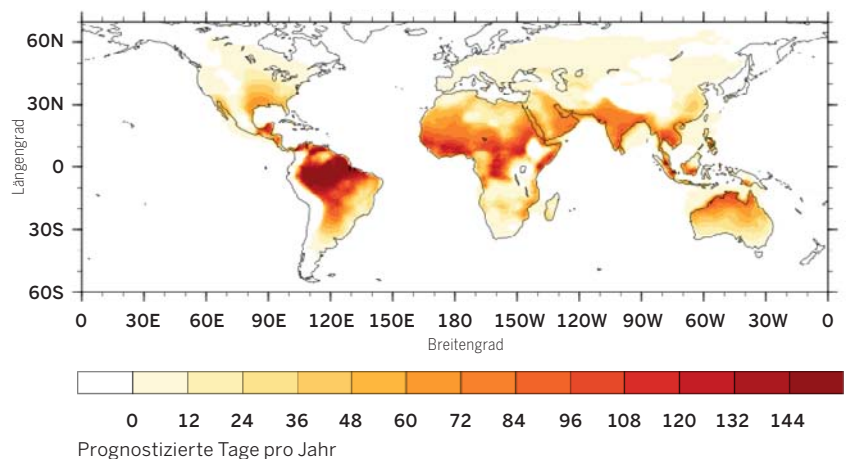 60N
30N
0
30S
60S
Längengrad
0 30E 60E 90E 120E 150E 180 150W 120W 90W 60W 30W 0
Breitengrad
0 12 24 36 48 60 72 84 96 108 120 132 144
Prognostizierte Tage pro Jahr